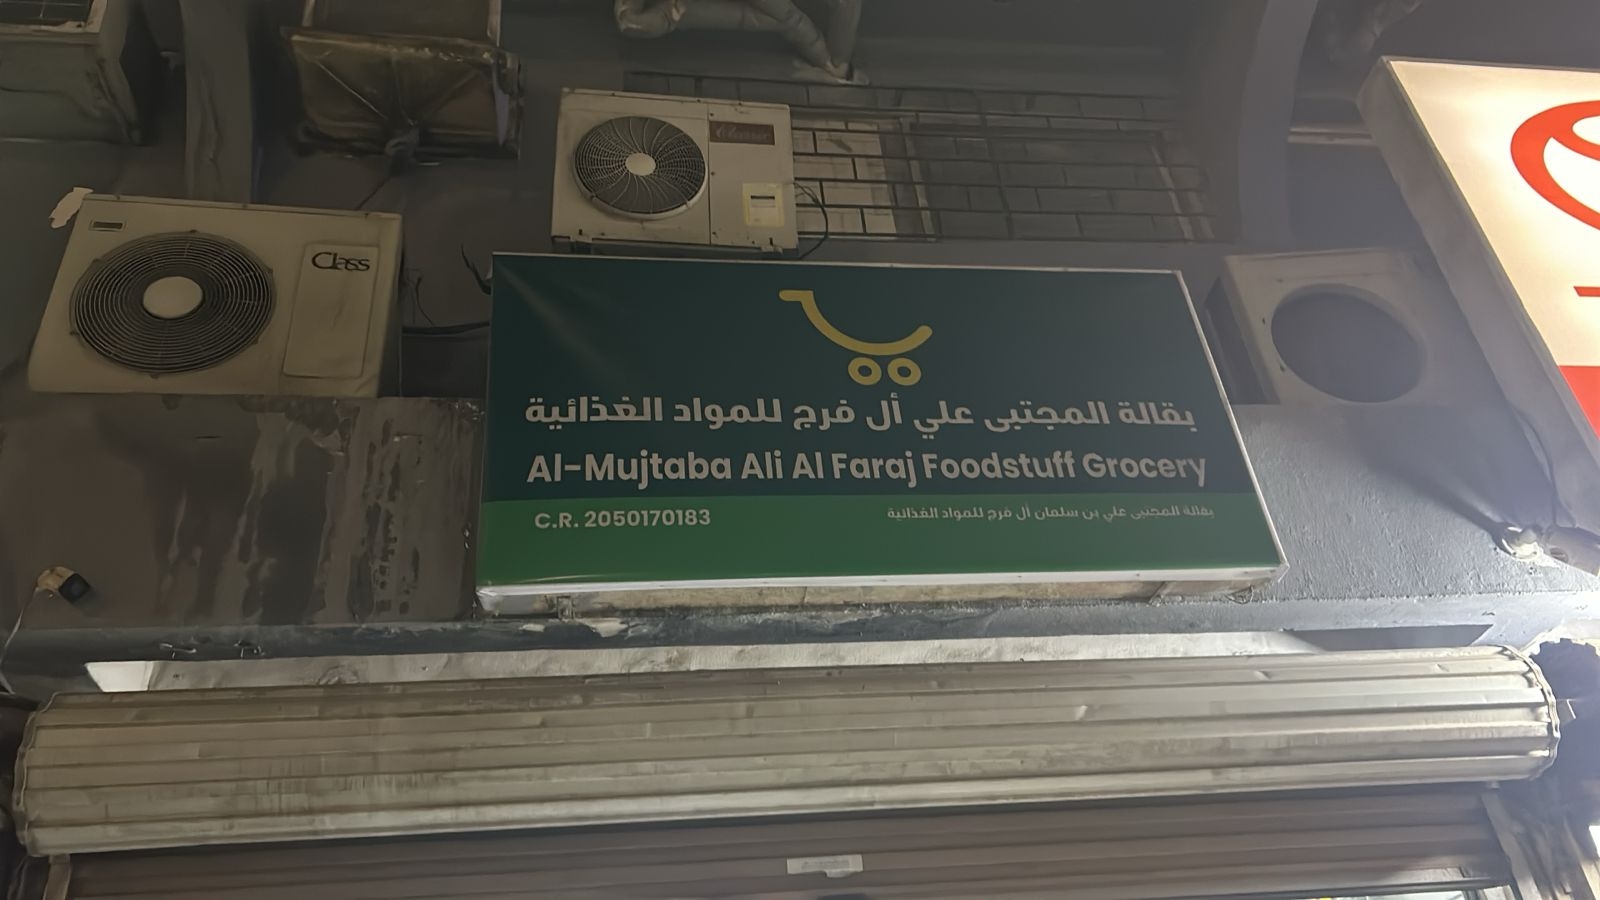 Class
بقالة المجتبى علي أل فرج للمواد الغذائية
Al-Mujtaba Ali Al Faraj Foodstuff Grocery
C.R. 2050170183
بقالة المجتبى علي بن سلمان أل فرج للمواد الغذائية